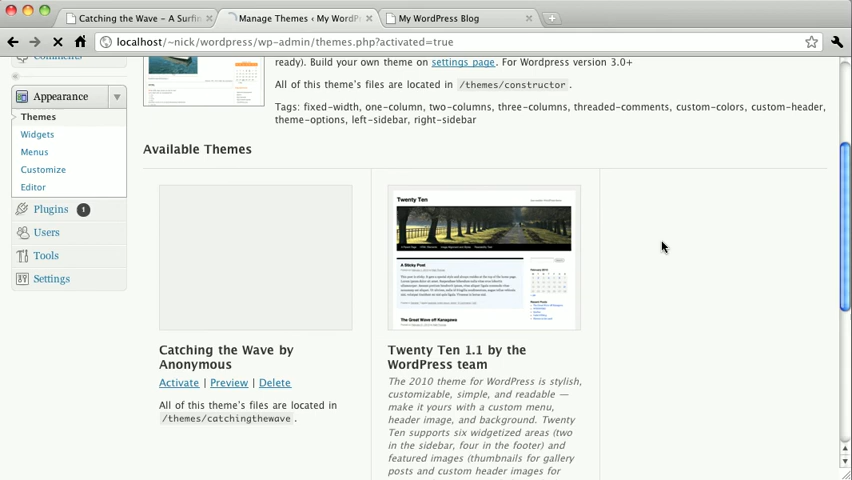 Catching the Wave – A Surfin
Manage Themes ‹ My WordP
My WordPress Blog
localhost/~nick/wordpress/wp-admin/themes.php?activated=true
Comments
ready). Build your own theme on settings page. For Wordpress version 3.0+
All of this theme's files are located in /themes/constructor.
Tags: fixed-width, one-column, two-columns, three-columns, threaded-comments, custom-colors, custom-header,
theme-options, left-sidebar, right-sidebar
Appearance
Themes
Widgets
Menus
Customize
Editor
Plugins 1
Users
Tools
Settings
Available Themes
Twenty Ten
A Sticky Post
The Great Wave off Kanagawa
Catching the Wave by
Anonymous
Activate | Preview | Delete
All of this theme's files are located in
/themes/catchingthewave.
Twenty Ten 1.1 by the
WordPress team
The 2010 theme for WordPress is stylish,
customizable, simple, and readable —
make it yours with a custom menu,
header image, and background. Twenty
Ten supports six widgetized areas (two
in the sidebar, four in the footer) and
featured images (thumbnails for gallery
posts and custom header images for